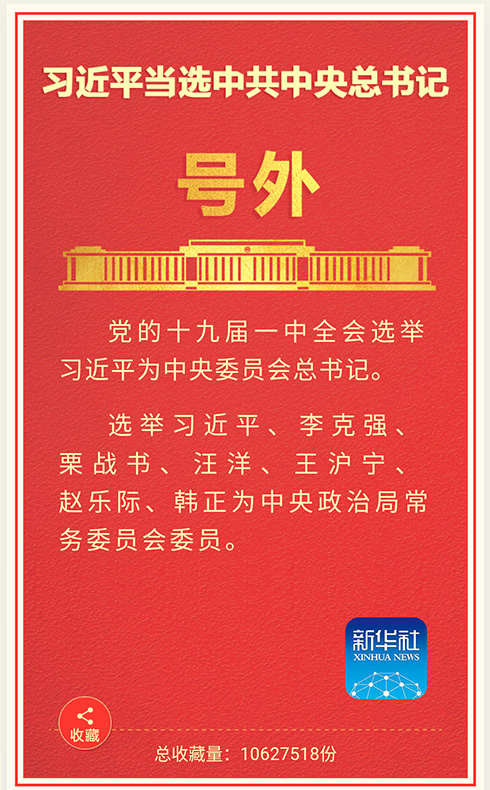 习近平当选中共中央总书记
号外
党的十九届一中全会选举
习近平为中央委员会总书记。
选举习近平、李克强、
栗战书、汪洋、王沪宁、
赵乐际、韩正为中央政治局常
务委员会委员。
新华社
XINHUA NEWS
收藏
总收藏量：10627518份